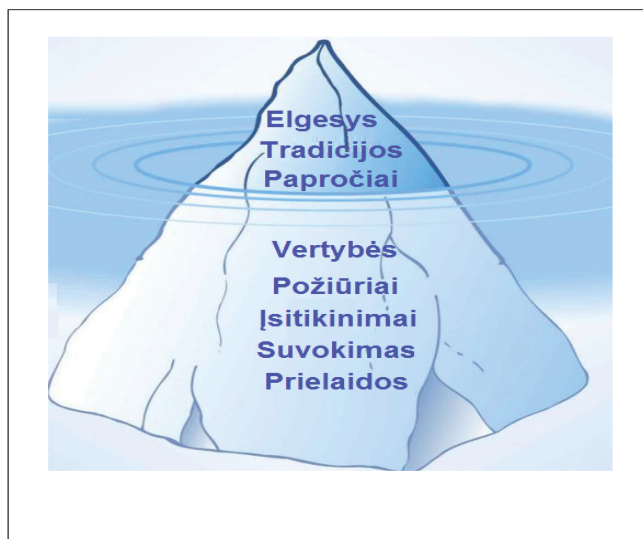 Elgesys
Tradicijos
Papročiai
Vertybės
Požiūriai
Įsitikinimai
Suvokimas
Prielaidos